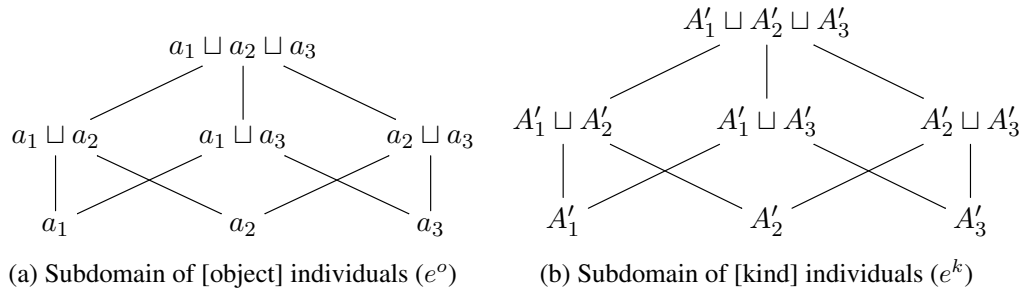 a₁ ⊔ a₂ ⊔ a₃
a₁ ⊔ a₂ a₁ ⊔ a₃ a₂ ⊔ a₃
a₁ a₂ a₃
(a) Subdomain of [object] individuals (eᵒ)
A′₁ ⊔ A′₂ ⊔ A′₃
A′₁ ⊔ A′₂ A′₁ ⊔ A′₃ A′₂ ⊔ A′₃
A′₁ A′₂ A′₃
(b) Subdomain of [kind] individuals (eᵏ)